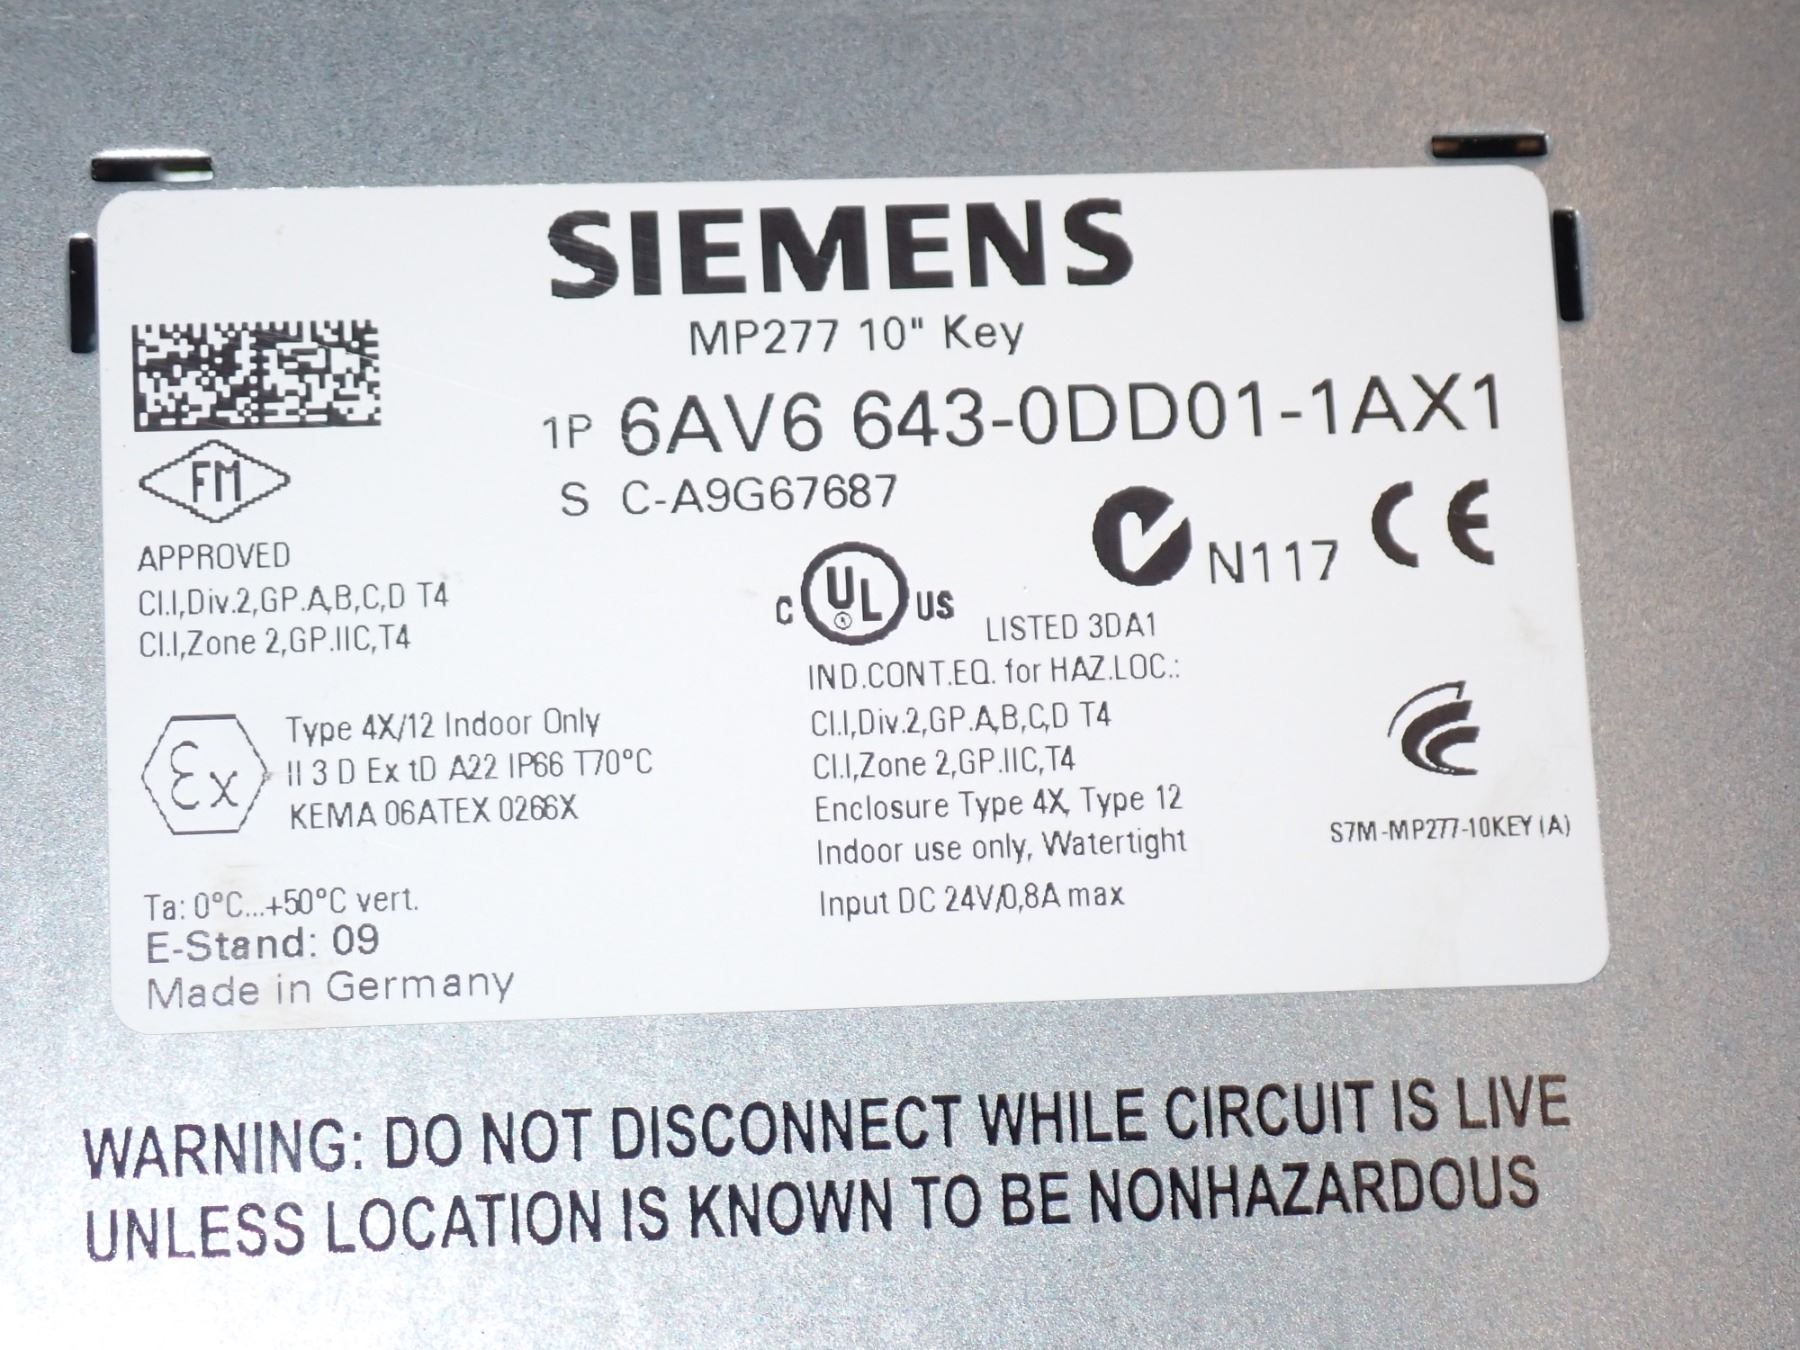 SIEMENS
MP277 10" Key
1P 6AV6 643-0DD01-1AX1
S C-A9G67687
FM
APPROVED
Cl.I,Div.2,GP.A,B,C,D T4
Cl.I,Zone 2,GP.IIC,T4
N117 CE
C UL US
LISTED 3DA1
IND.CONT.EQ. for HAZ.LOC.:
Cl.I,Div.2,GP.A,B,C,D T4
Cl.I,Zone 2,GP.IIC,T4
Enclosure Type 4X, Type 12
Indoor use only, Watertight
Input DC 24V/0,8A max
Ex
Type 4X/12 Indoor Only
II 3 D Ex tD A22 IP66 T70°C
KEMA 06ATEX 0266X
S7M-MP277-10KEY (A)
Ta: 0°C...+50°C vert.
E-Stand: 09
Made in Germany
WARNING: DO NOT DISCONNECT WHILE CIRCUIT IS LIVE
UNLESS LOCATION IS KNOWN TO BE NONHAZARDOUS